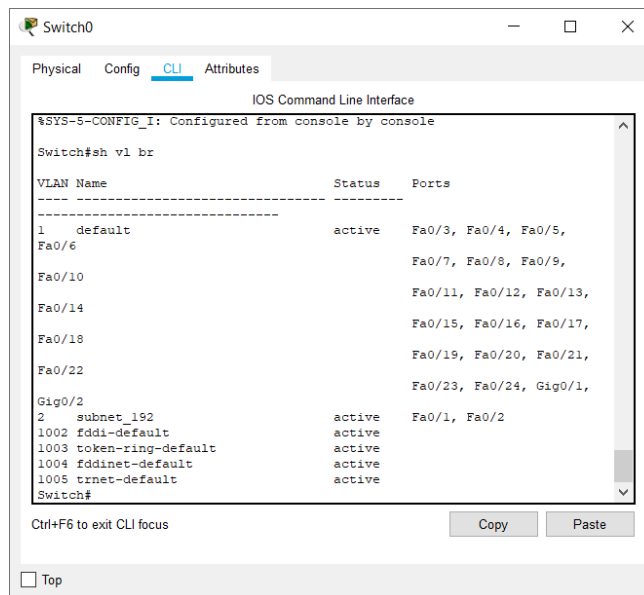 Switch0
Physical Config CLI Attributes
IOS Command Line Interface
%SYS-5-CONFIG_I: Configured from console by console
Switch#sh vl br
VLAN Name Status Ports
---- -------------------------------- ---------
-------------------------------
1 default active Fa0/3, Fa0/4, Fa0/5,
Fa0/6
Fa0/7, Fa0/8, Fa0/9,
Fa0/10
Fa0/11, Fa0/12, Fa0/13,
Fa0/14
Fa0/15, Fa0/16, Fa0/17,
Fa0/18
Fa0/19, Fa0/20, Fa0/21,
Fa0/22
Fa0/23, Fa0/24, Gig0/1,
Gig0/2
2 subnet_192 active Fa0/1, Fa0/2
1002 fddi-default active
1003 token-ring-default active
1004 fddinet-default active
1005 trnet-default active
Switch#
Ctrl+F6 to exit CLI focus Copy Paste
Top